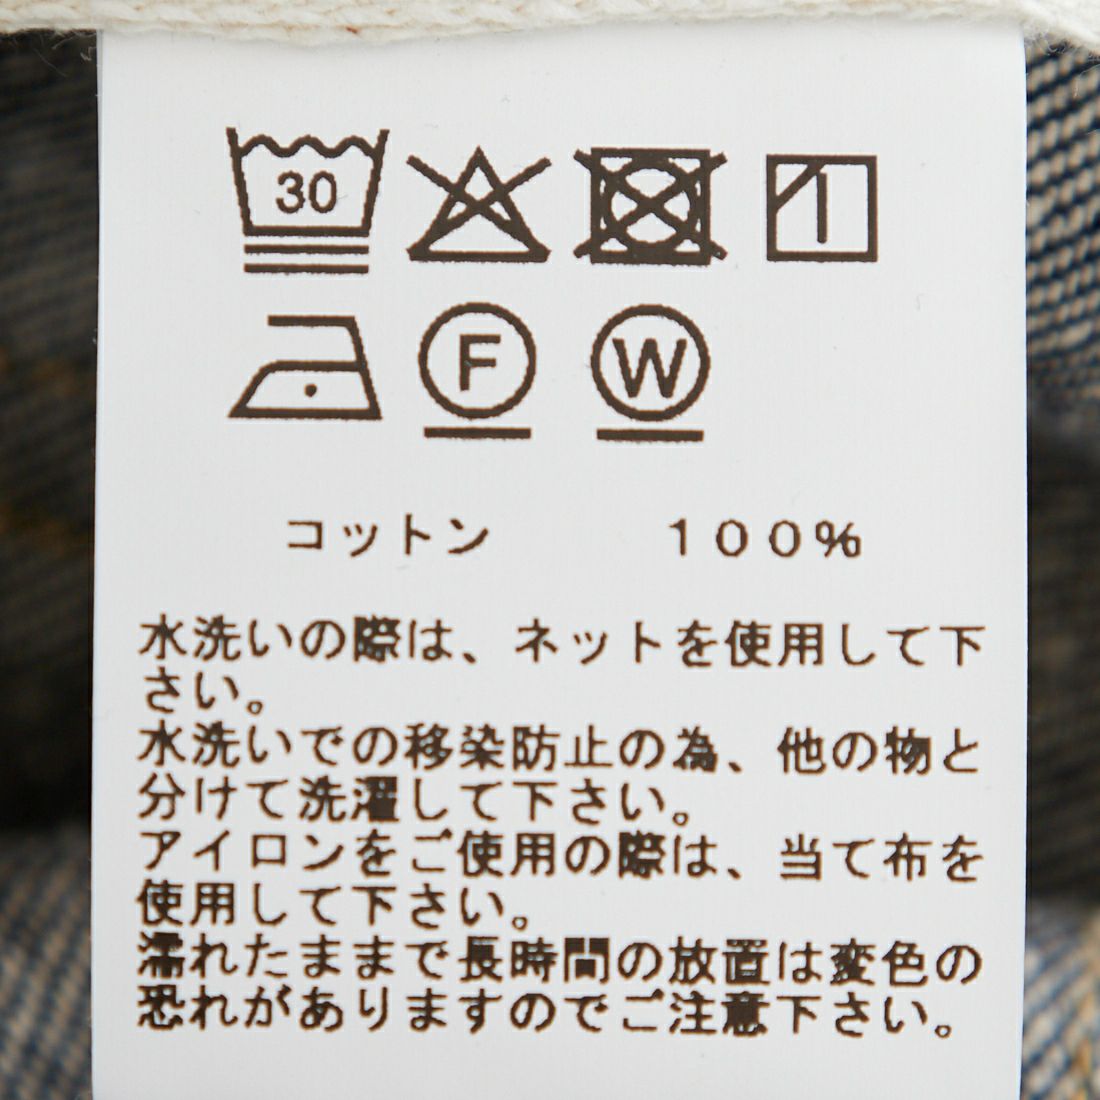 30
F W
コットン 100%
水洗いの際は、ネットを使用して下
さい。
水洗いでの移染防止の為、他の物と
分けて洗濯して下さい。
アイロンをご使用の際は、当て布を
使用して下さい。
濡れたままで長時間の放置は変色の
恐れがありますのでご注意下さい。